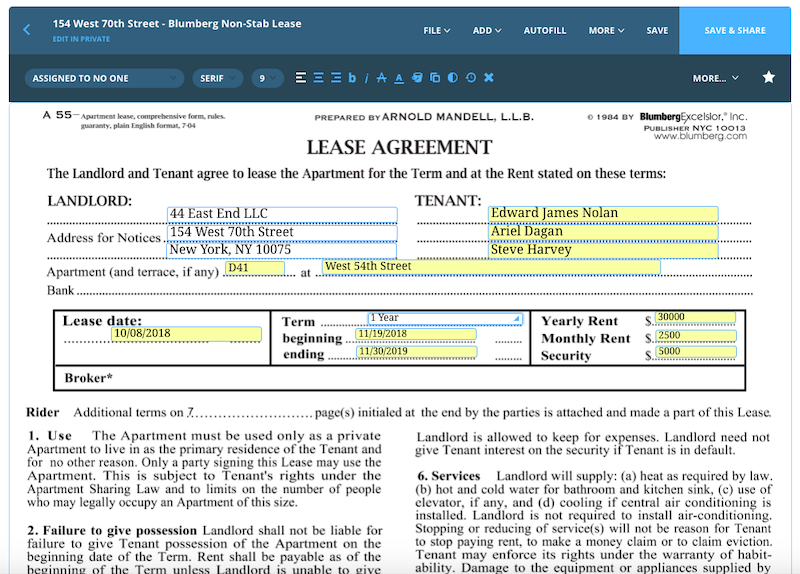 154 West 70th Street - Blumberg Non-Stab Lease
EDIT IN PRIVATE
FILE ADD AUTOFILL MORE SAVE SAVE & SHARE
ASSIGNED TO NO ONE SERIF 9 b i A A MORE...
A 55—Apartment lease, comprehensive form, rules. guaranty, plain English format, 7-04
PREPARED BY ARNOLD MANDELL, L.L.B.
© 1984 BY BlumbergExcelsior,® Inc.
PUBLISHER NYC 10013
www.blumberg.com
LEASE AGREEMENT
The Landlord and Tenant agree to lease the Apartment for the Term and at the Rent stated on these terms:
LANDLORD: 44 East End LLC
Address for Notices 154 West 70th Street
New York, NY 10075
TENANT: Edward James Nolan
Ariel Dagan
Steve Harvey
Apartment (and terrace, if any) D41 at West 54th Street
Bank
Lease date:
10/08/2018
Term 1 Year
beginning 11/19/2018
ending 11/30/2019
Yearly Rent $ 30000
Monthly Rent $ 2500
Security $ 5000
Broker*
Rider Additional terms on 7 page(s) initialed at the end by the parties is attached and made a part of this Lease.
1. Use The Apartment must be used only as a private
Apartment to live in as the primary residence of the Tenant and
for no other reason. Only a party signing this Lease may use the
Apartment. This is subject to Tenant's rights under the
Apartment Sharing Law and to limits on the number of people
who may legally occupy an Apartment of this size.
2. Failure to give possession Landlord shall not be liable for
failure to give Tenant possession of the Apartment on the
beginning date of the Term. Rent shall be payable as of the
beginning of the Term unless Landlord is unable to give
Landlord is allowed to keep for expenses. Landlord need not
give Tenant interest on the security if Tenant is in default.
6. Services Landlord will supply: (a) heat as required by law.
(b) hot and cold water for bathroom and kitchen sink, (c) use of
elevator, if any, and (d) cooling if central air conditioning is
installed. Landlord is not required to install air-conditioning.
Stopping or reducing of service(s) will not be reason for Tenant
to stop paying rent, to make a money claim or to claim eviction.
Tenant may enforce its rights under the warranty of habit-
ability. Damage to the equipment or appliances supplied by